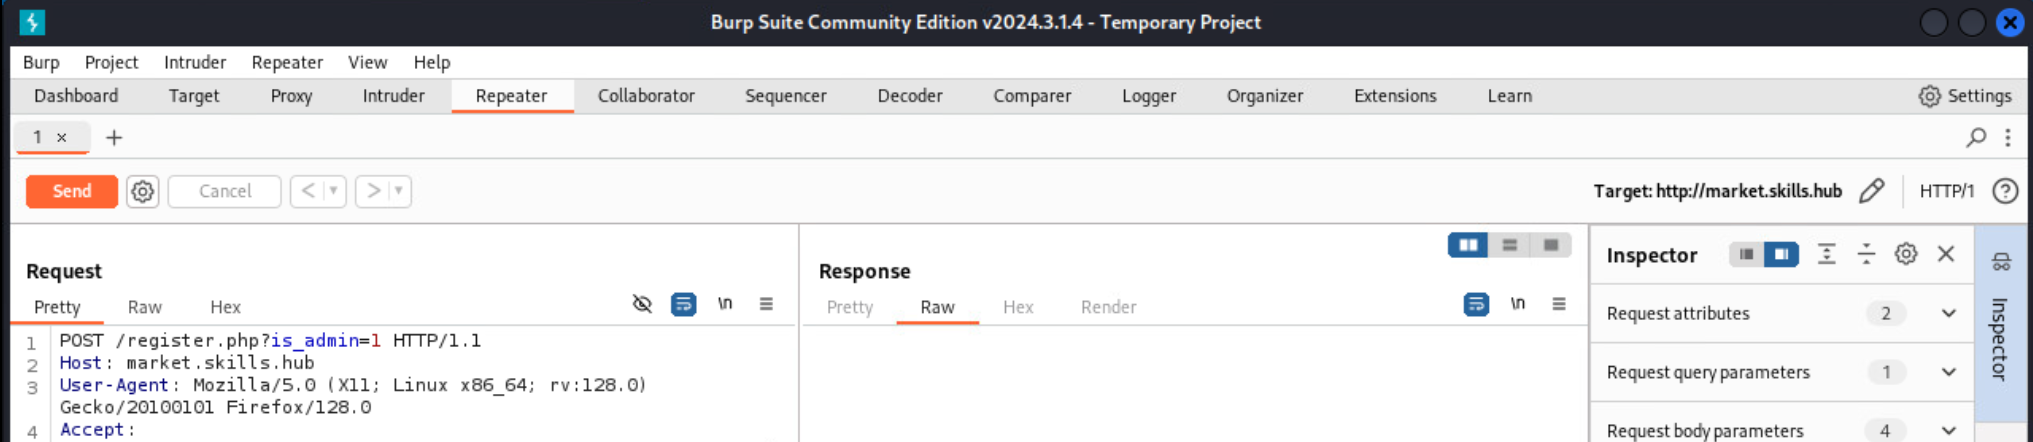 Burp Suite Community Edition v2024.3.1.4 - Temporary Project
Burp Project Intruder Repeater View Help
Dashboard Target Proxy Intruder Repeater Collaborator Sequencer Decoder Comparer Logger Organizer Extensions Learn Settings
1 × +
Send Cancel < > Target: http://market.skills.hub HTTP/1 ?
Request
Pretty Raw Hex \n
1 POST /register.php?is_admin=1 HTTP/1.1
2 Host: market.skills.hub
3 User-Agent: Mozilla/5.0 (X11; Linux x86_64; rv:128.0)
Gecko/20100101 Firefox/128.0
4 Accept:
Response
Pretty Raw Hex Render \n
Inspector
Request attributes 2
Request query parameters 1
Request body parameters 4
Inspector